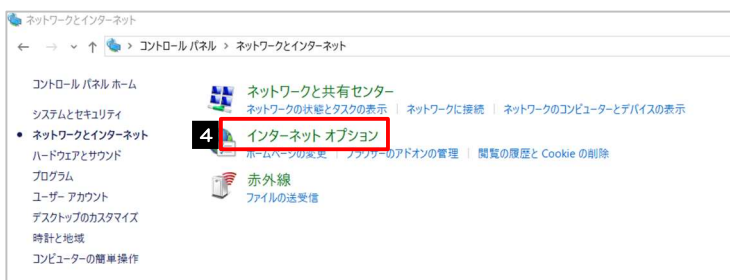 ネットワークとインターネット
コントロール パネル > ネットワークとインターネット
コントロール パネル ホーム
システムとセキュリティ
• ネットワークとインターネット
ハードウェアとサウンド
プログラム
ユーザー アカウント
デスクトップのカスタマイズ
時計と地域
コンピューターの簡単操作
ネットワークと共有センター
ネットワークの状態とタスクの表示 | ネットワークに接続 | ネットワークのコンピューターとデバイスの表示
4 インターネット オプション
ホームページの変更 | ブラウザーのアドオンの管理 | 閲覧の履歴と Cookie の削除
赤外線
ファイルの送受信